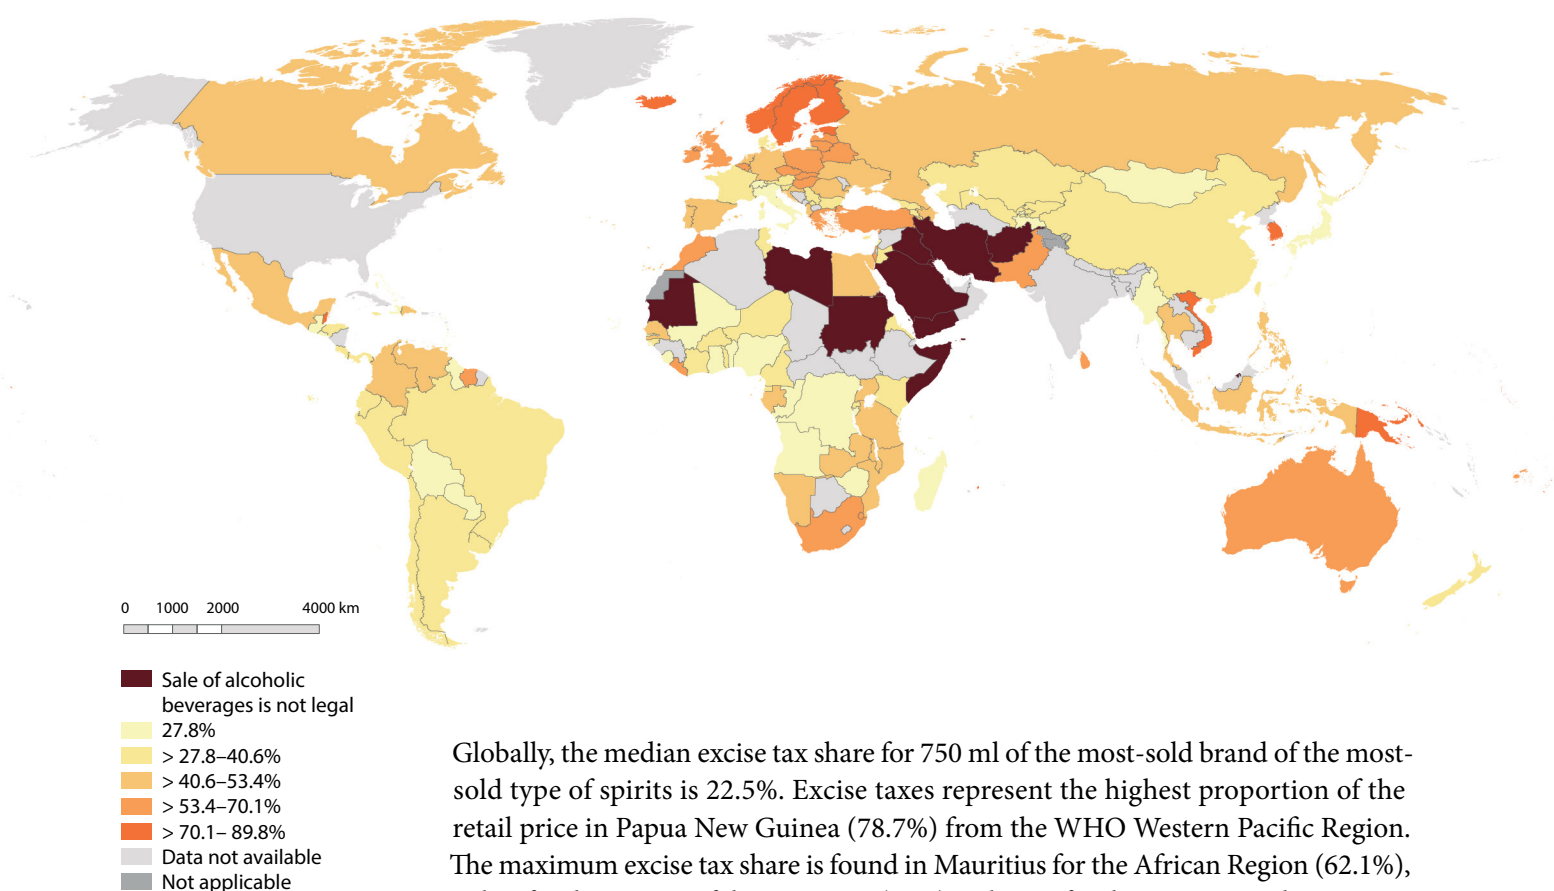 0 1000 2000 4000 km
Sale of alcoholic
beverages is not legal
27.8%
> 27.8–40.6%
> 40.6–53.4%
> 53.4–70.1%
> 70.1– 89.8%
Data not available
Not applicable
Globally, the median excise tax share for 750 ml of the most-sold brand of the most-
sold type of spirits is 22.5%. Excise taxes represent the highest proportion of the
retail price in Papua New Guinea (78.7%) from the WHO Western Pacific Region.
The maximum excise tax share is found in Mauritius for the African Region (62.1%),